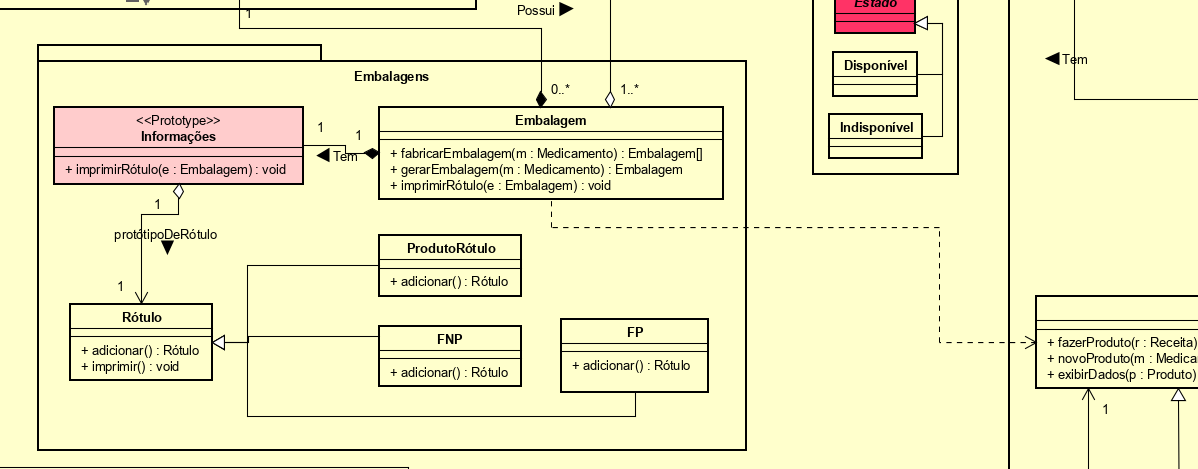 1
Possui
Estado
Disponível
Indisponível
Tem
Embalagens
0..*
1..*
<<Prototype>>
Informações
+ imprimirRótulo(e : Embalagem) : void
1
1
Tem
Embalagem
+ fabricarEmbalagem(m : Medicamento) : Embalagem[]
+ gerarEmbalagem(m : Medicamento) : Embalagem
+ imprimirRótulo(e : Embalagem) : void
1
protótipoDeRótulo
1
Rótulo
+ adicionar() : Rótulo
+ imprimir() : void
ProdutoRótulo
+ adicionar() : Rótulo
FNP
+ adicionar() : Rótulo
FP
+ adicionar() : Rótulo
+ fazerProduto(r : Receita)
+ novoProduto(m : Medica
+ exibirDados(p : Produto)
1